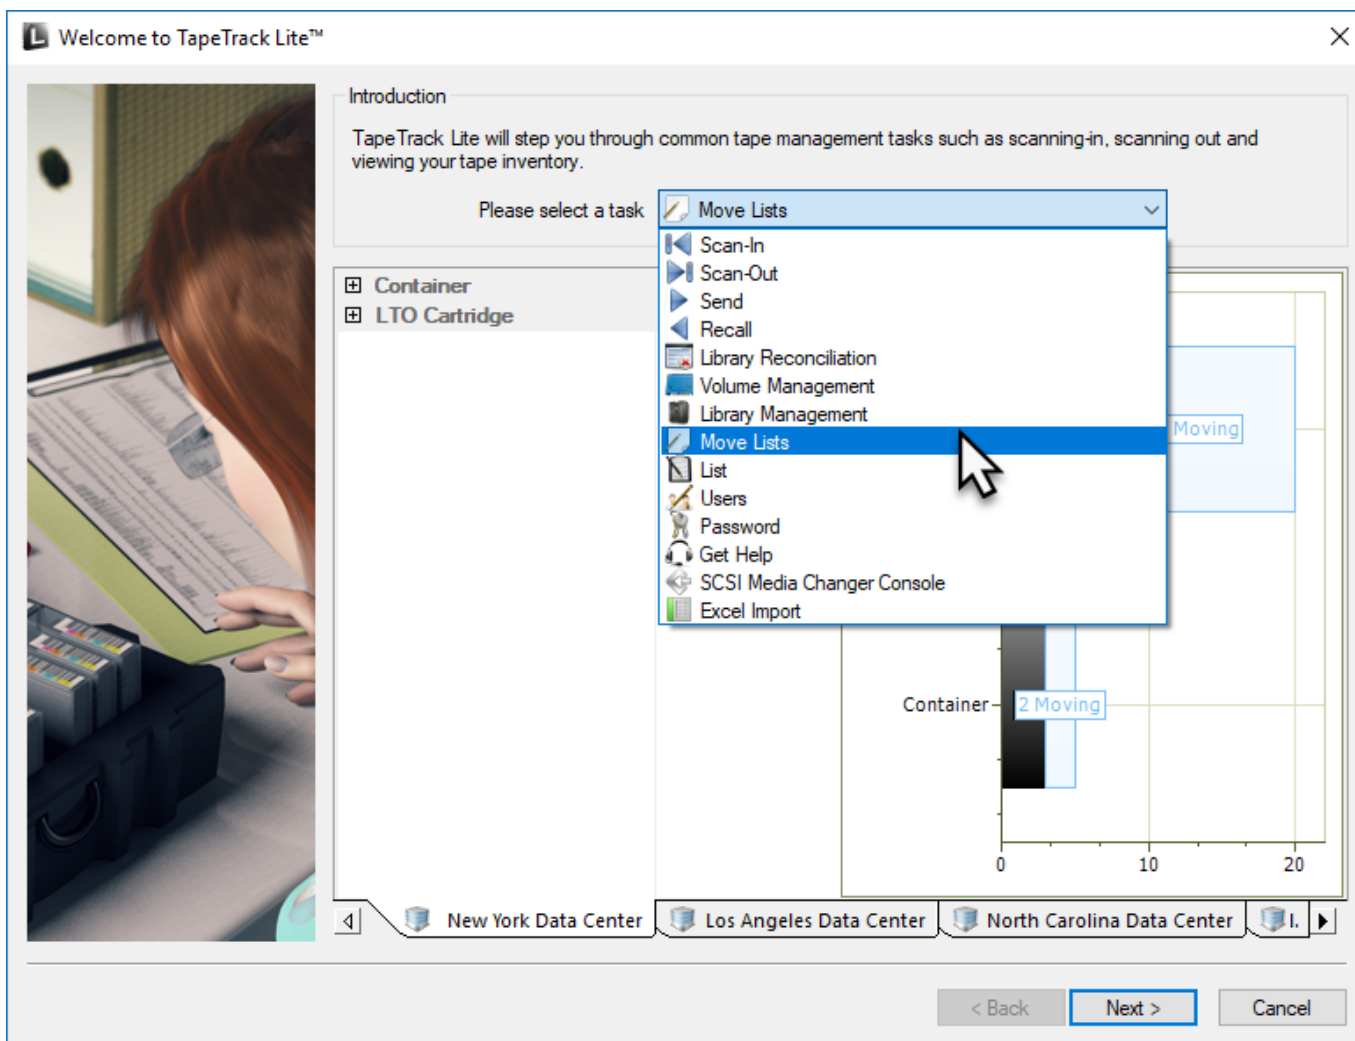 Welcome to TapeTrack Lite™
Introduction
TapeTrack Lite will step you through common tape management tasks such as scanning-in, scanning out and
viewing your tape inventory.
Please select a task
Move Lists
Scan-In
Scan-Out
Send
Recall
Library Reconciliation
Volume Management
Library Management
Move Lists
List
Users
Password
Get Help
SCSI Media Changer Console
Excel Import
Container
LTO Cartridge
Moving
Container
2 Moving
0 10 20
New York Data Center
Los Angeles Data Center
North Carolina Data Center
< Back
Next >
Cancel